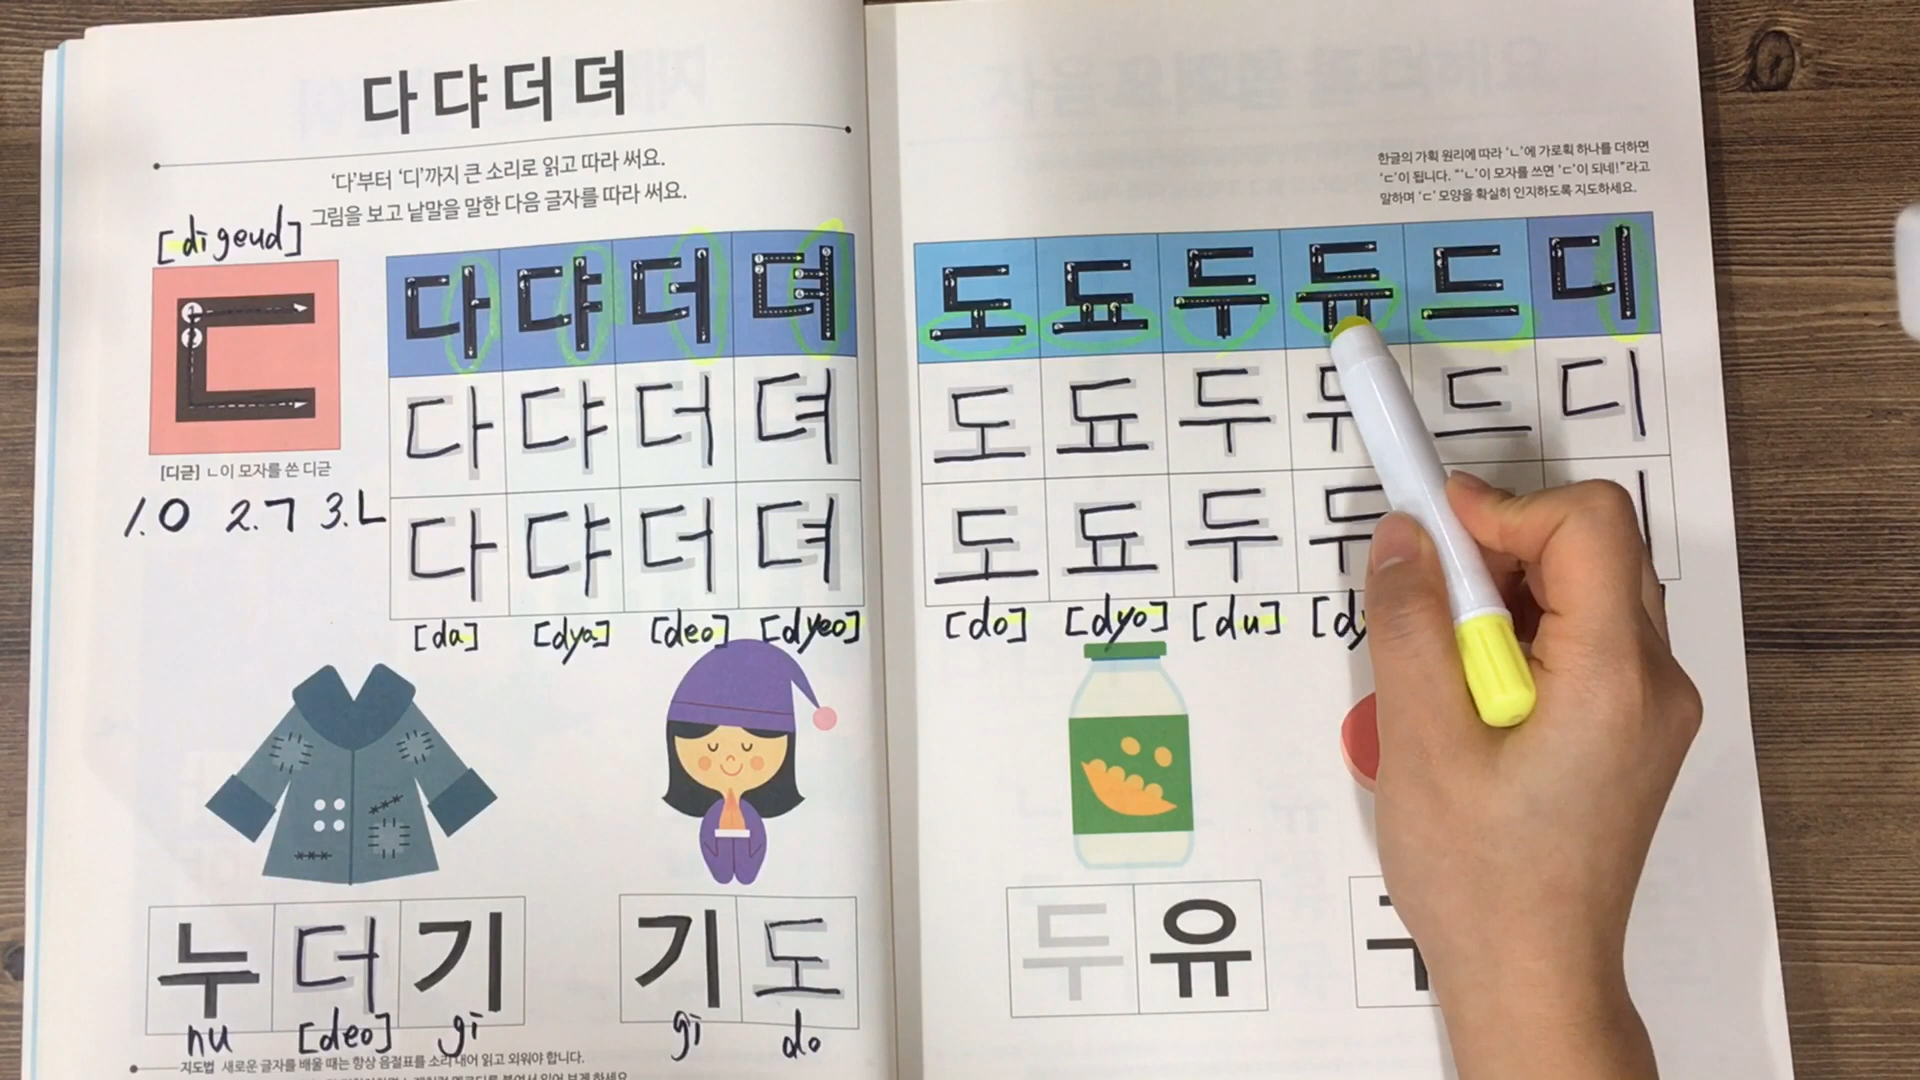 다 댜 더 뎌
‘다’부터 ‘디’까지 큰 소리로 읽고 따라 써요.
그림을 보고 낱말을 말한 다음 글자를 따라 써요.
[digeud]
ㄷ
[디귿] ㄴ이 모자를 쓴 디귿
1.ㅇ 2.ㄱ 3.ㄴ
다 댜 더 뎌
다 댜 더 뎌
다 댜 더 뎌
[da] [dya] [deo] [dyeo]
누 더 기
nu [deo] gi
기 도
gi do
지도법 새로운 글자를 배울 때는 항상 음절표를 소리 내어 읽고 외워야 합니다.
한글의 가획 원리에 따라 ‘ㄴ’에 가로획 하나를 더하면
‘ㄷ’이 됩니다. “‘ㄴ’이 모자를 쓰면 ‘ㄷ’이 되네!”라고
말하며 ‘ㄷ’ 모양을 확실히 인지하도록 지도하세요.
도 됴 두 듀 드 디
도 됴 두 듀 드 디
도 됴 두 듀
[do] [dyo] [du] [dy
두 유